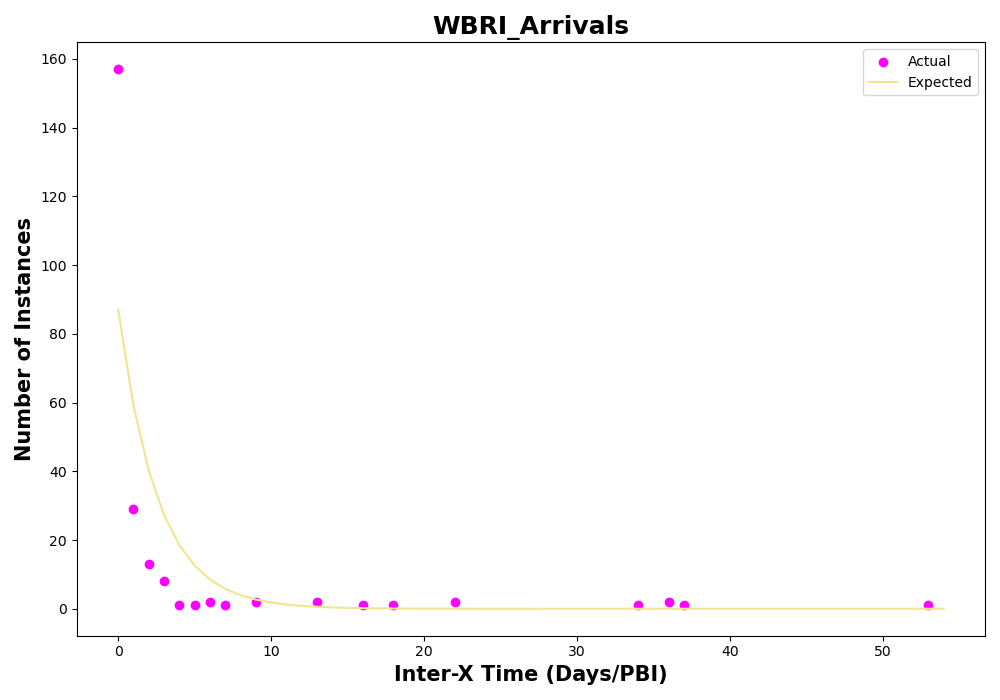 WBRI_Arrivals
Actual
Expected
160
140
120
100
80
60
40
20
0
Number of Instances
0 10 20 30 40 50
Inter-X Time (Days/PBI)